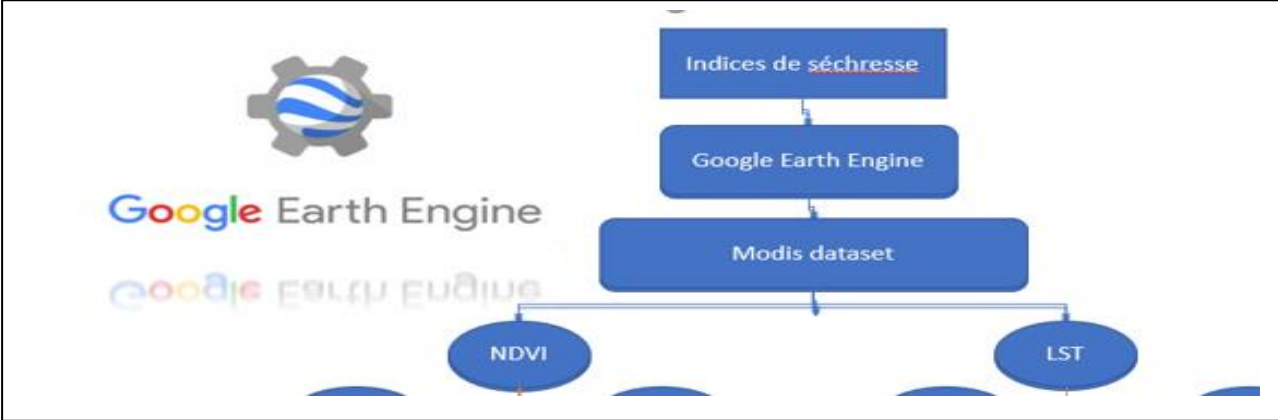 Indices de séchresse
Google Earth Engine
Google Earth Engine
Modis dataset
NDVI
LST